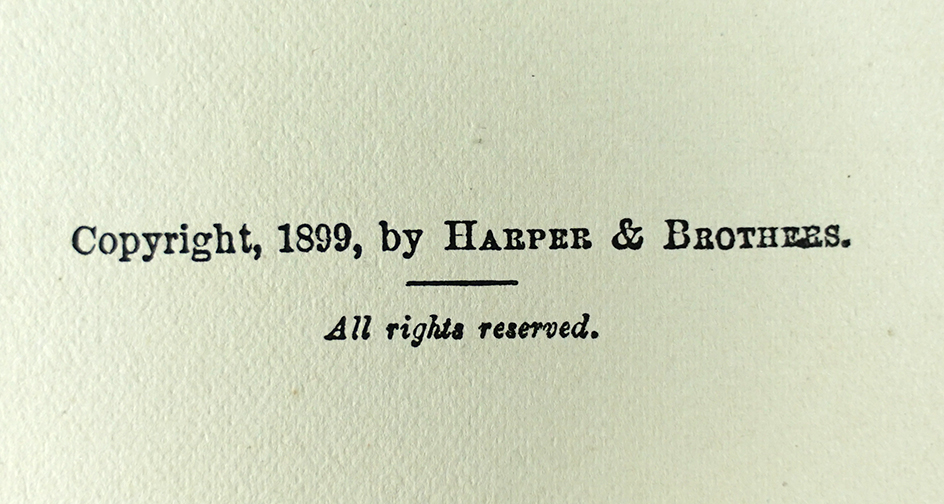 Copyright, 1899, by HARPER & BROTHERS.
All rights reserved.